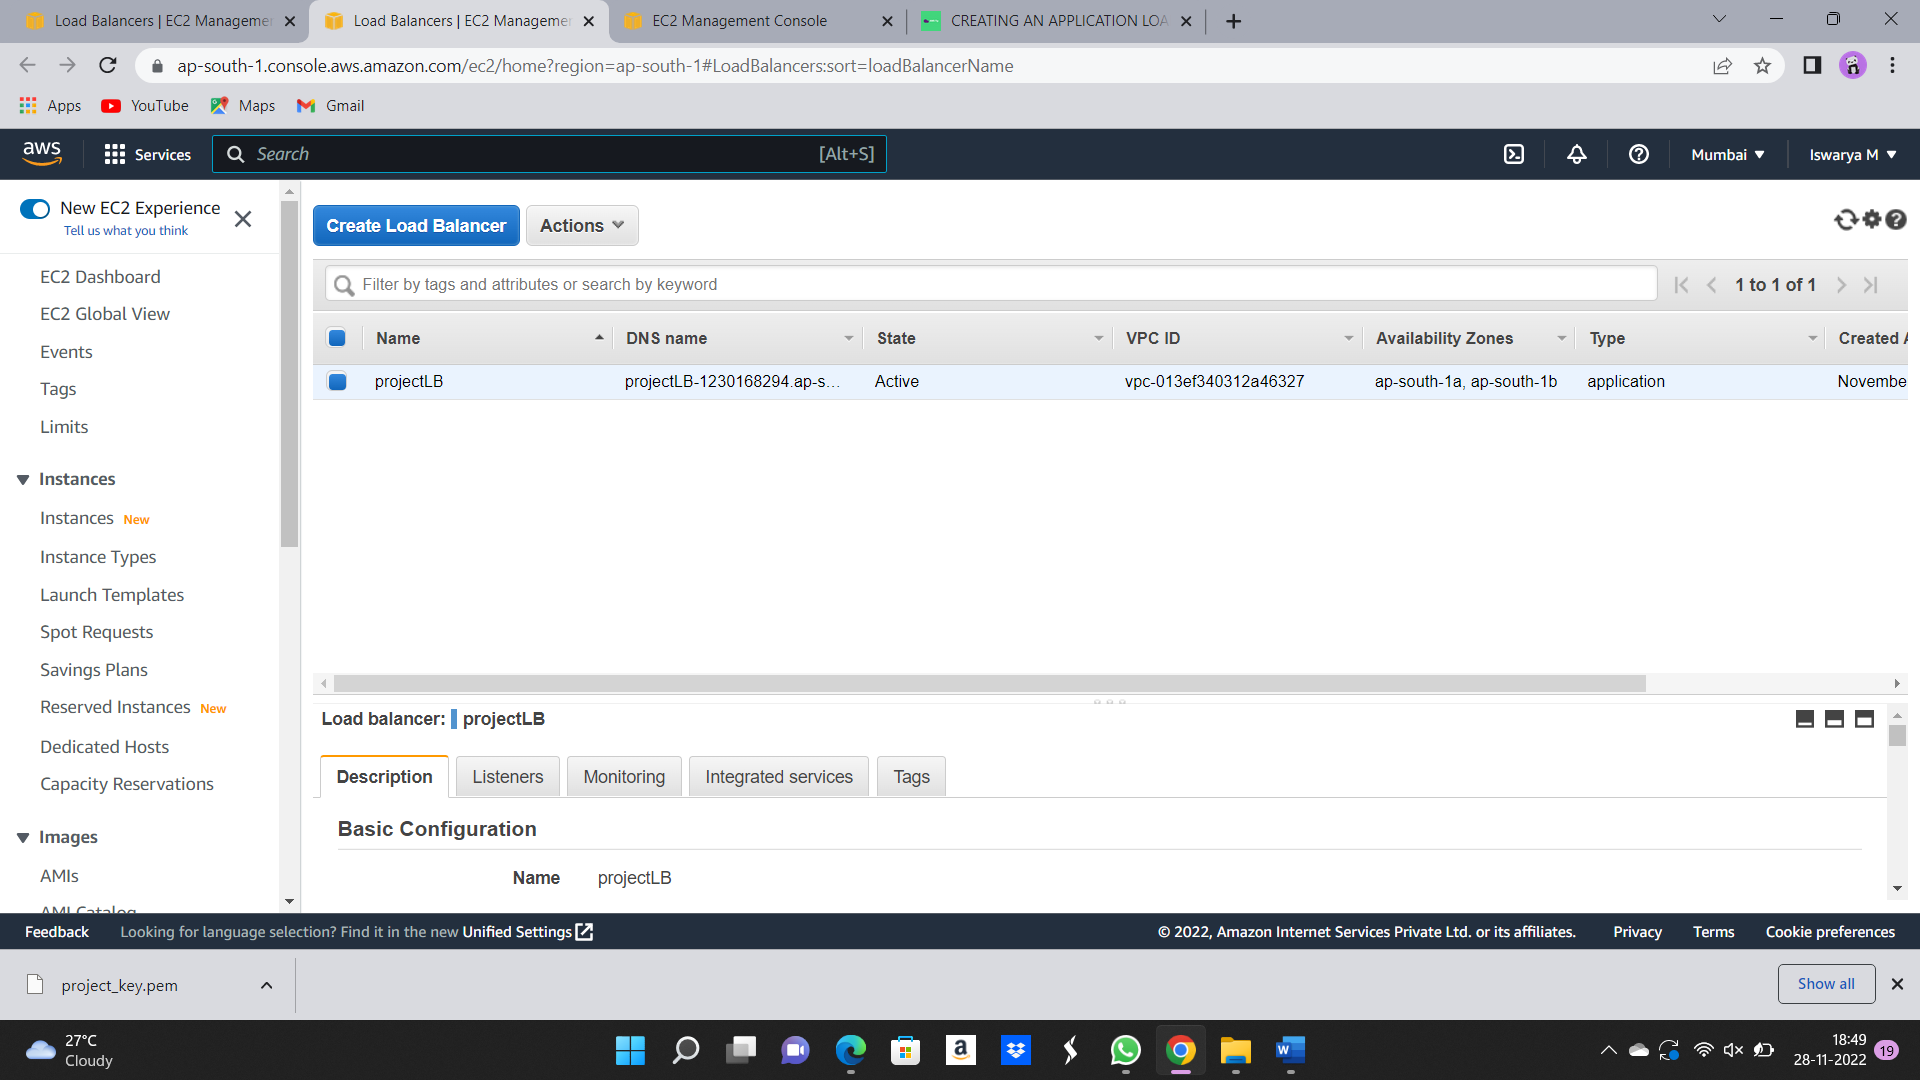 Load Balancers | EC2 Manageme
Load Balancers | EC2 Manageme
EC2 Management Console
CREATING AN APPLICATION LOA
ap-south-1.console.aws.amazon.com/ec2/home?region=ap-south-1#LoadBalancers:sort=loadBalancerName
Apps
YouTube
Maps
Gmail
aws
Services
Search
[Alt+S]
Mumbai
Iswarya M
New EC2 Experience
Tell us what you think
EC2 Dashboard
EC2 Global View
Events
Tags
Limits
Instances
Instances New
Instance Types
Launch Templates
Spot Requests
Savings Plans
Reserved Instances New
Dedicated Hosts
Capacity Reservations
Images
AMIs
AMI Catalog
Create Load Balancer
Actions
Filter by tags and attributes or search by keyword
1 to 1 of 1
Name DNS name State VPC ID Availability Zones Type Created A
projectLB projectLB-1230168294.ap-s... Active vpc-013ef340312a46327 ap-south-1a, ap-south-1b application Novembe
Load balancer: projectLB
Description Listeners Monitoring Integrated services Tags
Basic Configuration
Name projectLB
Feedback
Looking for language selection? Find it in the new Unified Settings
© 2022, Amazon Internet Services Private Ltd. or its affiliates.
Privacy
Terms
Cookie preferences
project_key.pem
Show all
27°C
Cloudy
18:49
28-11-2022
19